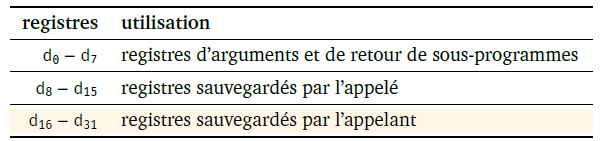 registres utilisation
d₀ – d₇ registres d’arguments et de retour de sous-programmes
d₈ – d₁₅ registres sauvegardés par l’appelé
d₁₆ – d₃₁ registres sauvegardés par l’appelant